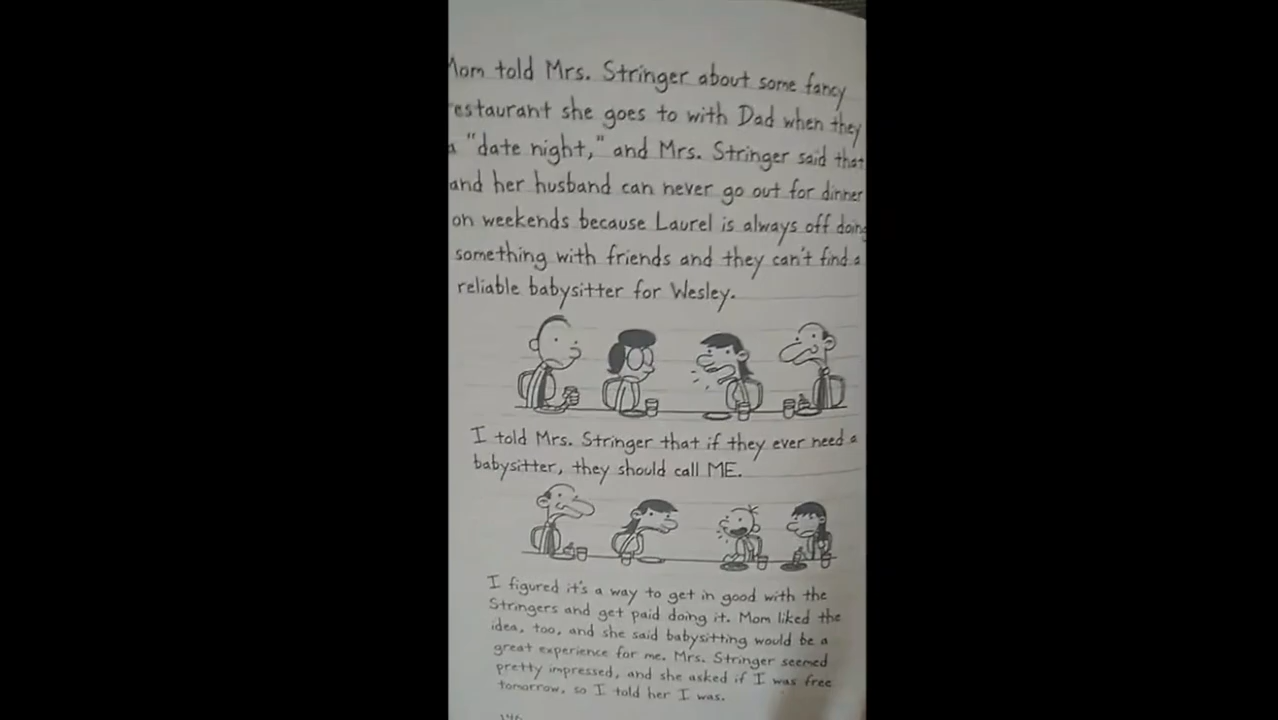 Mom told Mrs. Stringer about some fancy
restaurant she goes to with Dad when they
a "date night," and Mrs. Stringer said that
and her husband can never go out for dinner
on weekends because Laurel is always off doing
something with friends and they can't find a
reliable babysitter for Wesley.
I told Mrs. Stringer that if they ever need a
babysitter, they should call ME.
I figured it's a way to get in good with the
Stringers and get paid doing it. Mom liked the
idea, too, and she said babysitting would be a
great experience for me. Mrs. Stringer seemed
pretty impressed, and she asked if I was free
tomorrow, so I told her I was.